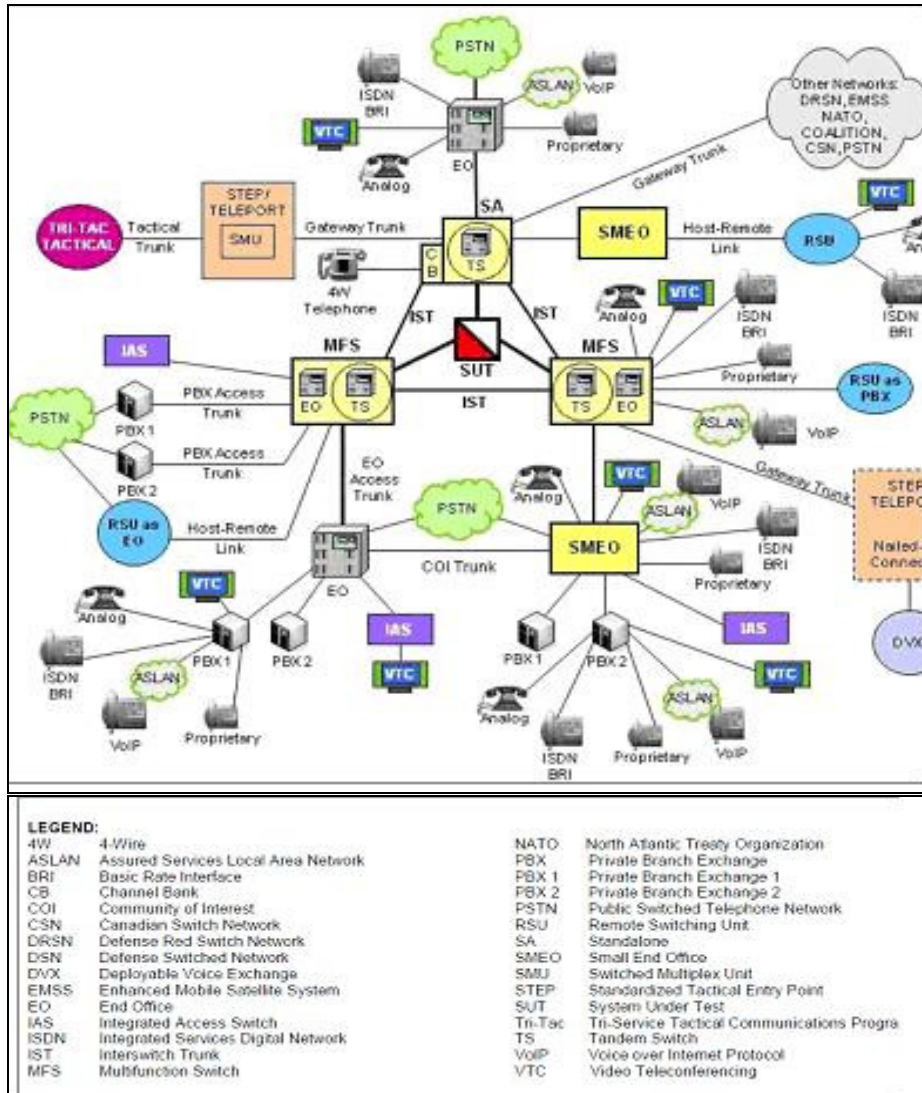 PSTN
ISDN
BRI
ASLAN
VoIP
VTC
Proprietary
Analog
EO
Other Networks:
DRSN, EMSS
NATO,
COALITION,
CSN, PSTN
Gateway Trunk
SA
STEP/
TELEPORT
SMU
TRI-TAC
TACTICAL
Tactical
Trunk
Gateway Trunk
C
B
TS
SMEO
Host-Remote
Link
RSU
VTC
ISDN
BRI
4W
Telephone
IST
IST
SUT
IST
MFS
EO
TS
MFS
TS
EO
Analog
VTC
ISDN
BRI
Proprietary
RSU as
PBX
ASLAN
VoIP
Gateway Trunk
IAS
PSTN
PBX 1
PBX Access
Trunk
PBX 2
PBX Access
Trunk
RSU as
EO
Host-Remote
Link
EO
Access
Trunk
PSTN
EO
COI Trunk
SMEO
Analog
VTC
ASLAN
VoIP
ISDN
BRI
Proprietary
IAS
TELEPO
DVX
VTC
Analog
PBX 1
ISDN
BRI
ASLAN
VoIP
Proprietary
PBX 2
IAS
VTC
PBX 1
PBX 2
VTC
Analog
ISDN
BRI
Proprietary
ASLAN
VoIP
LEGEND:
4W 4-Wire
ASLAN Assured Services Local Area Network
BRI Basic Rate Interface
CB Channel Bank
COI Community of Interest
CSN Canadian Switch Network
DRSN Defense Red Switch Network
DSN Defense Switched Network
DVX Deployable Voice Exchange
EMSS Enhanced Mobile Satellite System
EO End Office
IAS Integrated Access Switch
ISDN Integrated Services Digital Network
IST Interswitch Trunk
MFS Multifunction Switch
NATO North Atlantic Treaty Organization
PBX Private Branch Exchange
PBX 1 Private Branch Exchange 1
PBX 2 Private Branch Exchange 2
PSTN Public Switched Telephone Network
RSU Remote Switching Unit
SA Standalone
SMEO Small End Office
SMU Switched Multiplex Unit
STEP Standardized Tactical Entry Point
SUT System Under Test
Tri-Tac Tri-Service Tactical Communications Progra
TS Tandem Switch
VoIP Voice over Internet Protocol
VTC Video Teleconferencing